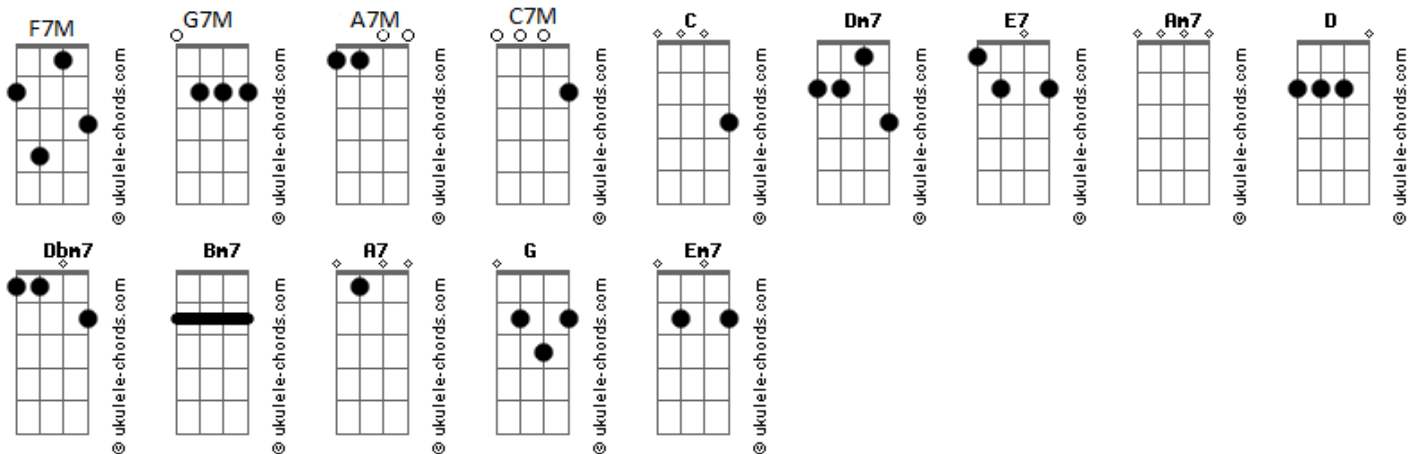 F7M G7M A7M C7M C Dm7 E7 Am7 D
© ukulele-chords.com © ukulele-chords.com © ukulele-chords.com © ukulele-chords.com © ukulele-chords.com © ukulele-chords.com © ukulele-chords.com © ukulele-chords.com © ukulele-chords.com
Dbm7 Bm7 A7 G Em7
© ukulele-chords.com © ukulele-chords.com © ukulele-chords.com © ukulele-chords.com © ukulele-chords.com